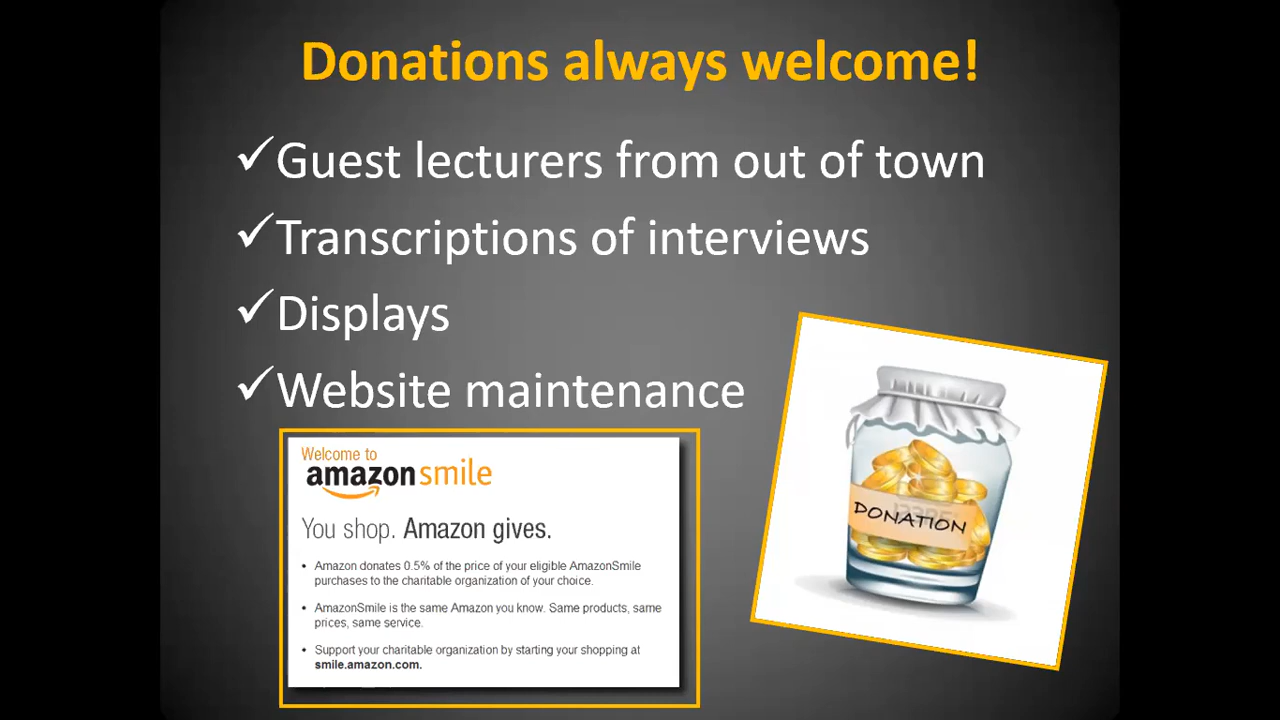 Donations always welcome!
✓Guest lecturers from out of town
✓Transcriptions of interviews
✓Displays
✓Website maintenance
Welcome to
amazonsmile
You shop. Amazon gives.
• Amazon donates 0.5% of the price of your eligible AmazonSmile
purchases to the charitable organization of your choice.
• AmazonSmile is the same Amazon you know. Same products, same
prices, same service.
• Support your charitable organization by starting your shopping at
smile.amazon.com.
DONATION